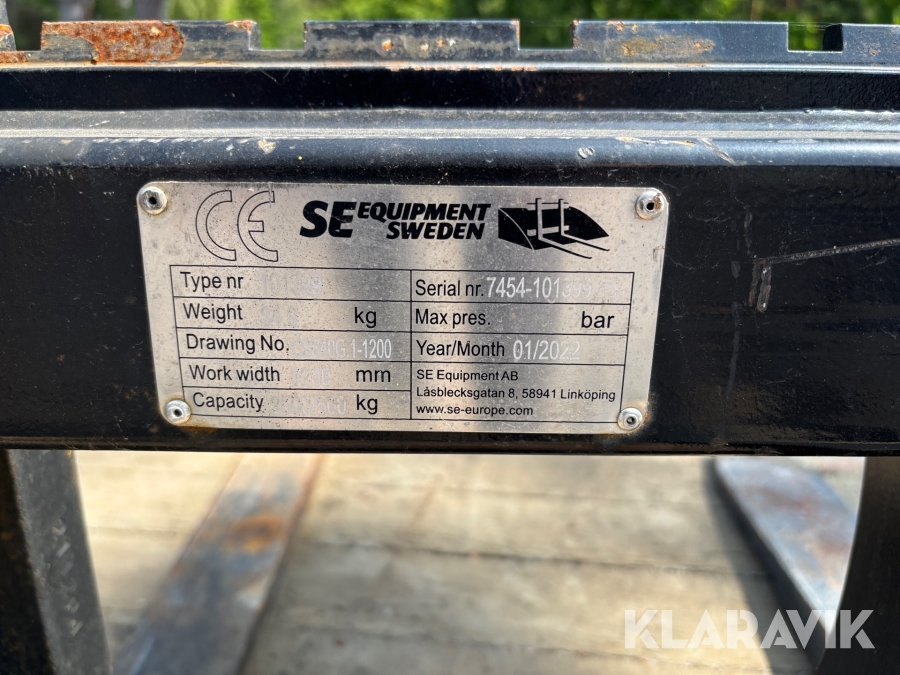 CE SE EQUIPMENT SWEDEN
Type nr
Serial nr. 7454-101
Weight kg
Max pres. bar
Drawing No. 1-1200
Year/Month 01/2022
Work width mm
SE Equipment AB
Låsblecksgatan 8, 58941 Linköping
www.se-europe.com
Capacity kg
KLARAVIK